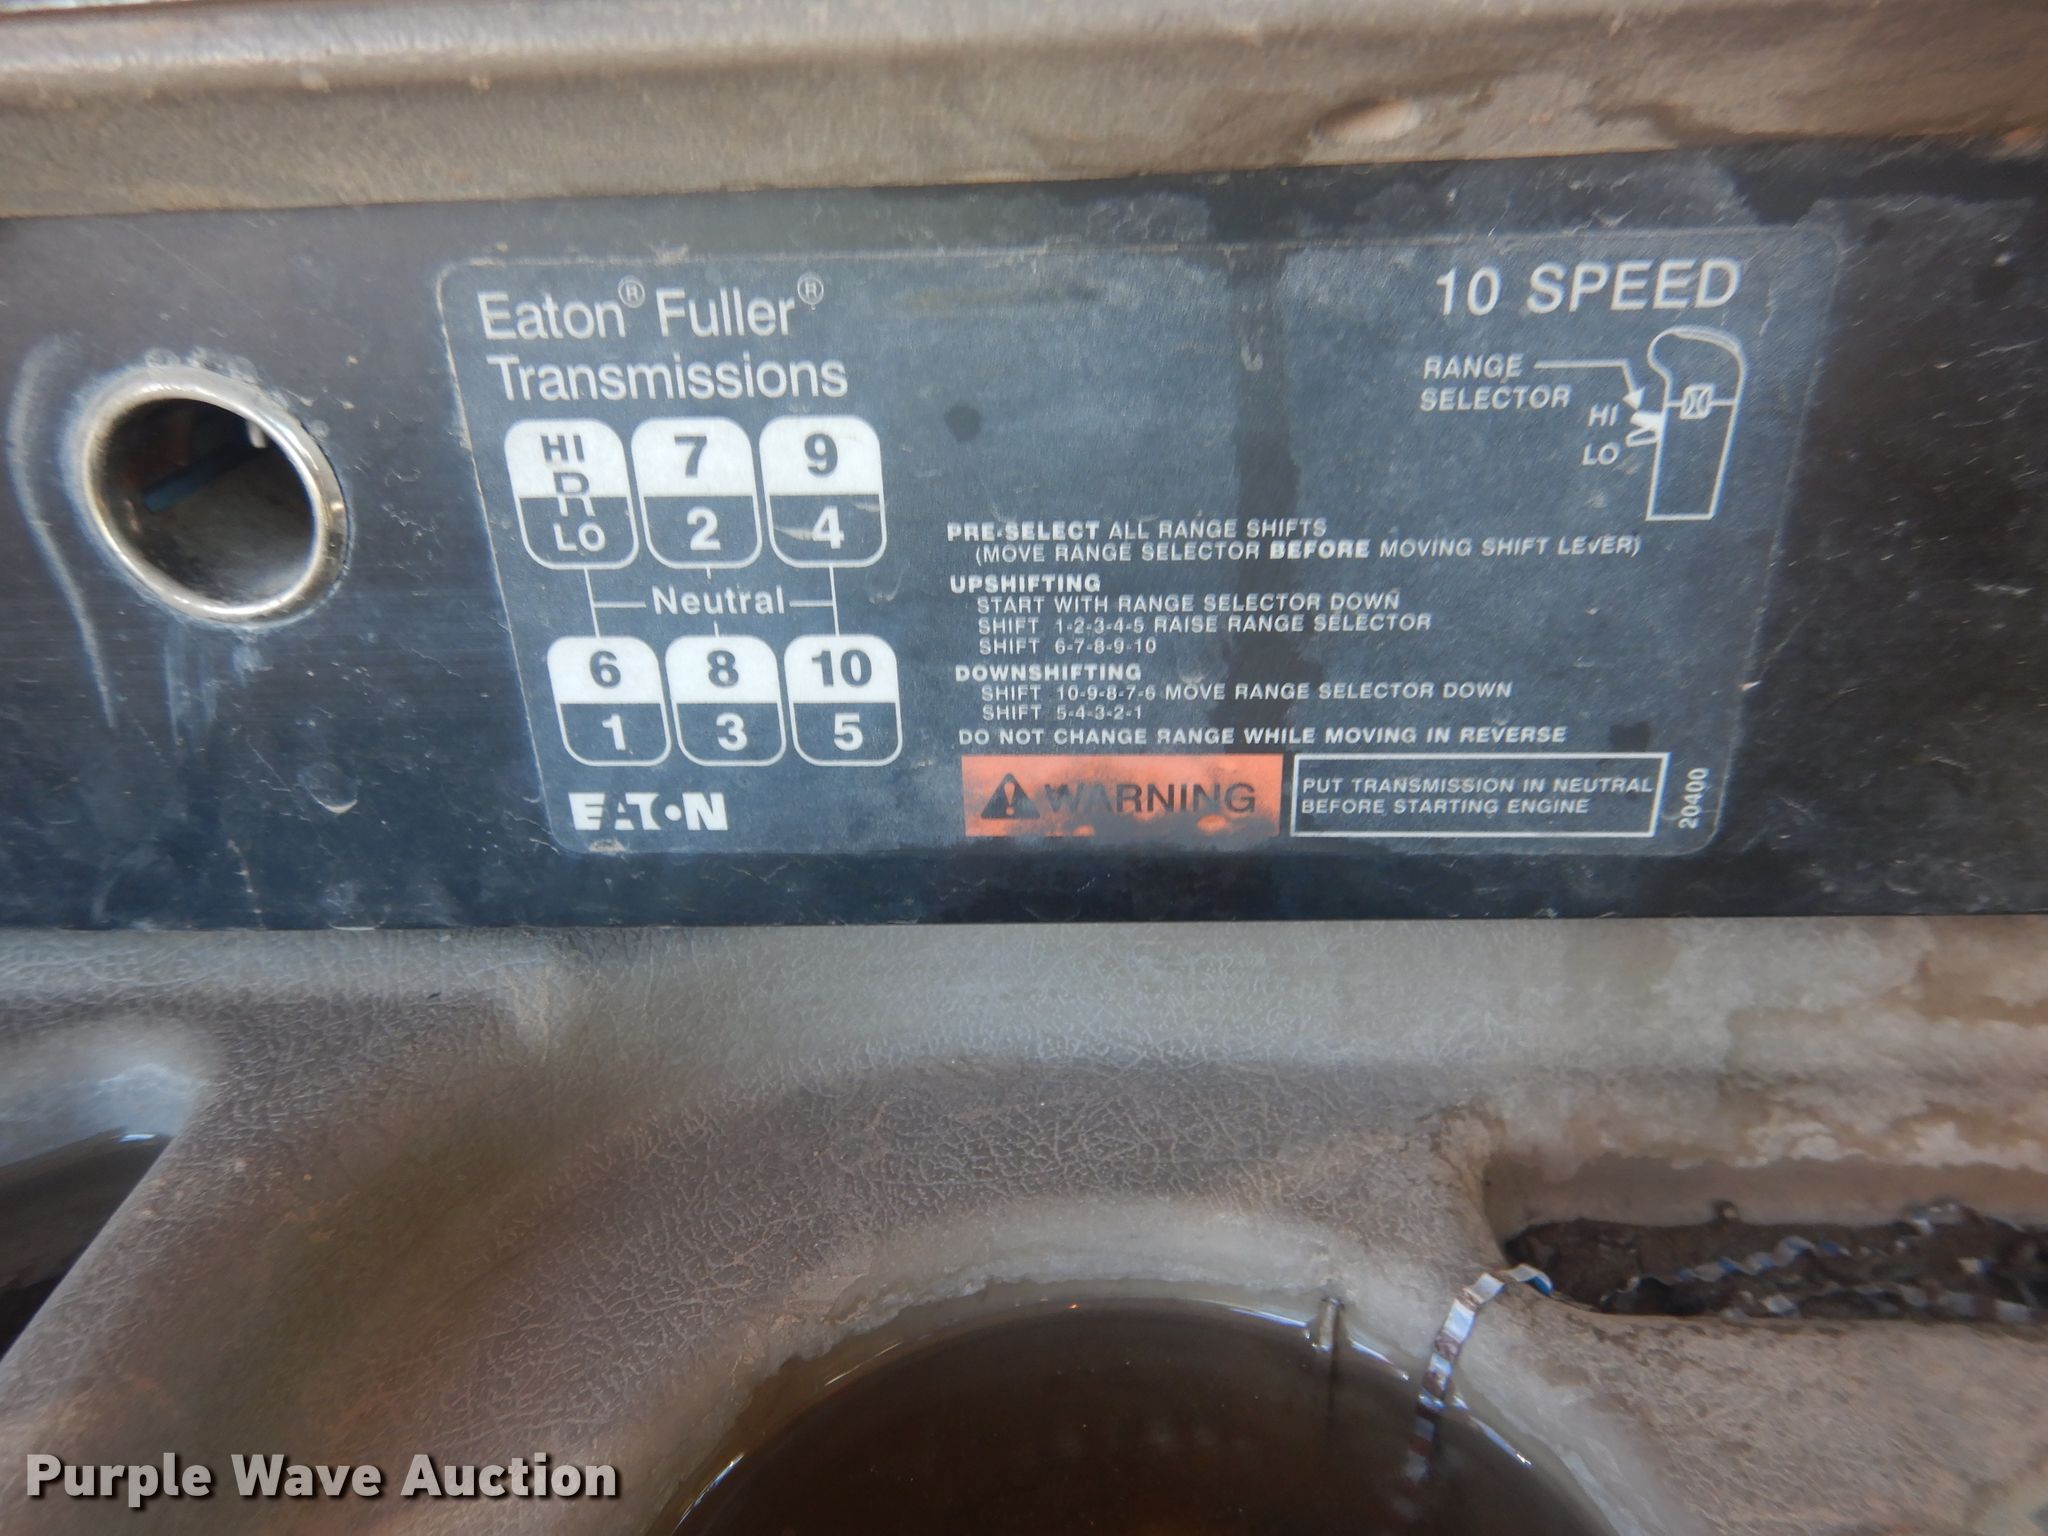 Eaton® Fuller®
Transmissions
10 SPEED
RANGE
SELECTOR
HI
LO
HI 7 9
R
LO 2 4
Neutral
6 8 10
1 3 5
EATON
PRE-SELECT ALL RANGE SHIFTS
(MOVE RANGE SELECTOR BEFORE MOVING SHIFT LEVER)
UPSHIFTING
START WITH RANGE SELECTOR DOWN
SHIFT 1-2-3-4-5 RAISE RANGE SELECTOR
SHIFT 6-7-8-9-10
DOWNSHIFTING
SHIFT 10-9-8-7-6 MOVE RANGE SELECTOR DOWN
SHIFT 5-4-3-2-1
DO NOT CHANGE RANGE WHILE MOVING IN REVERSE
WARNING
PUT TRANSMISSION IN NEUTRAL
BEFORE STARTING ENGINE
20400
Purple Wave Auction